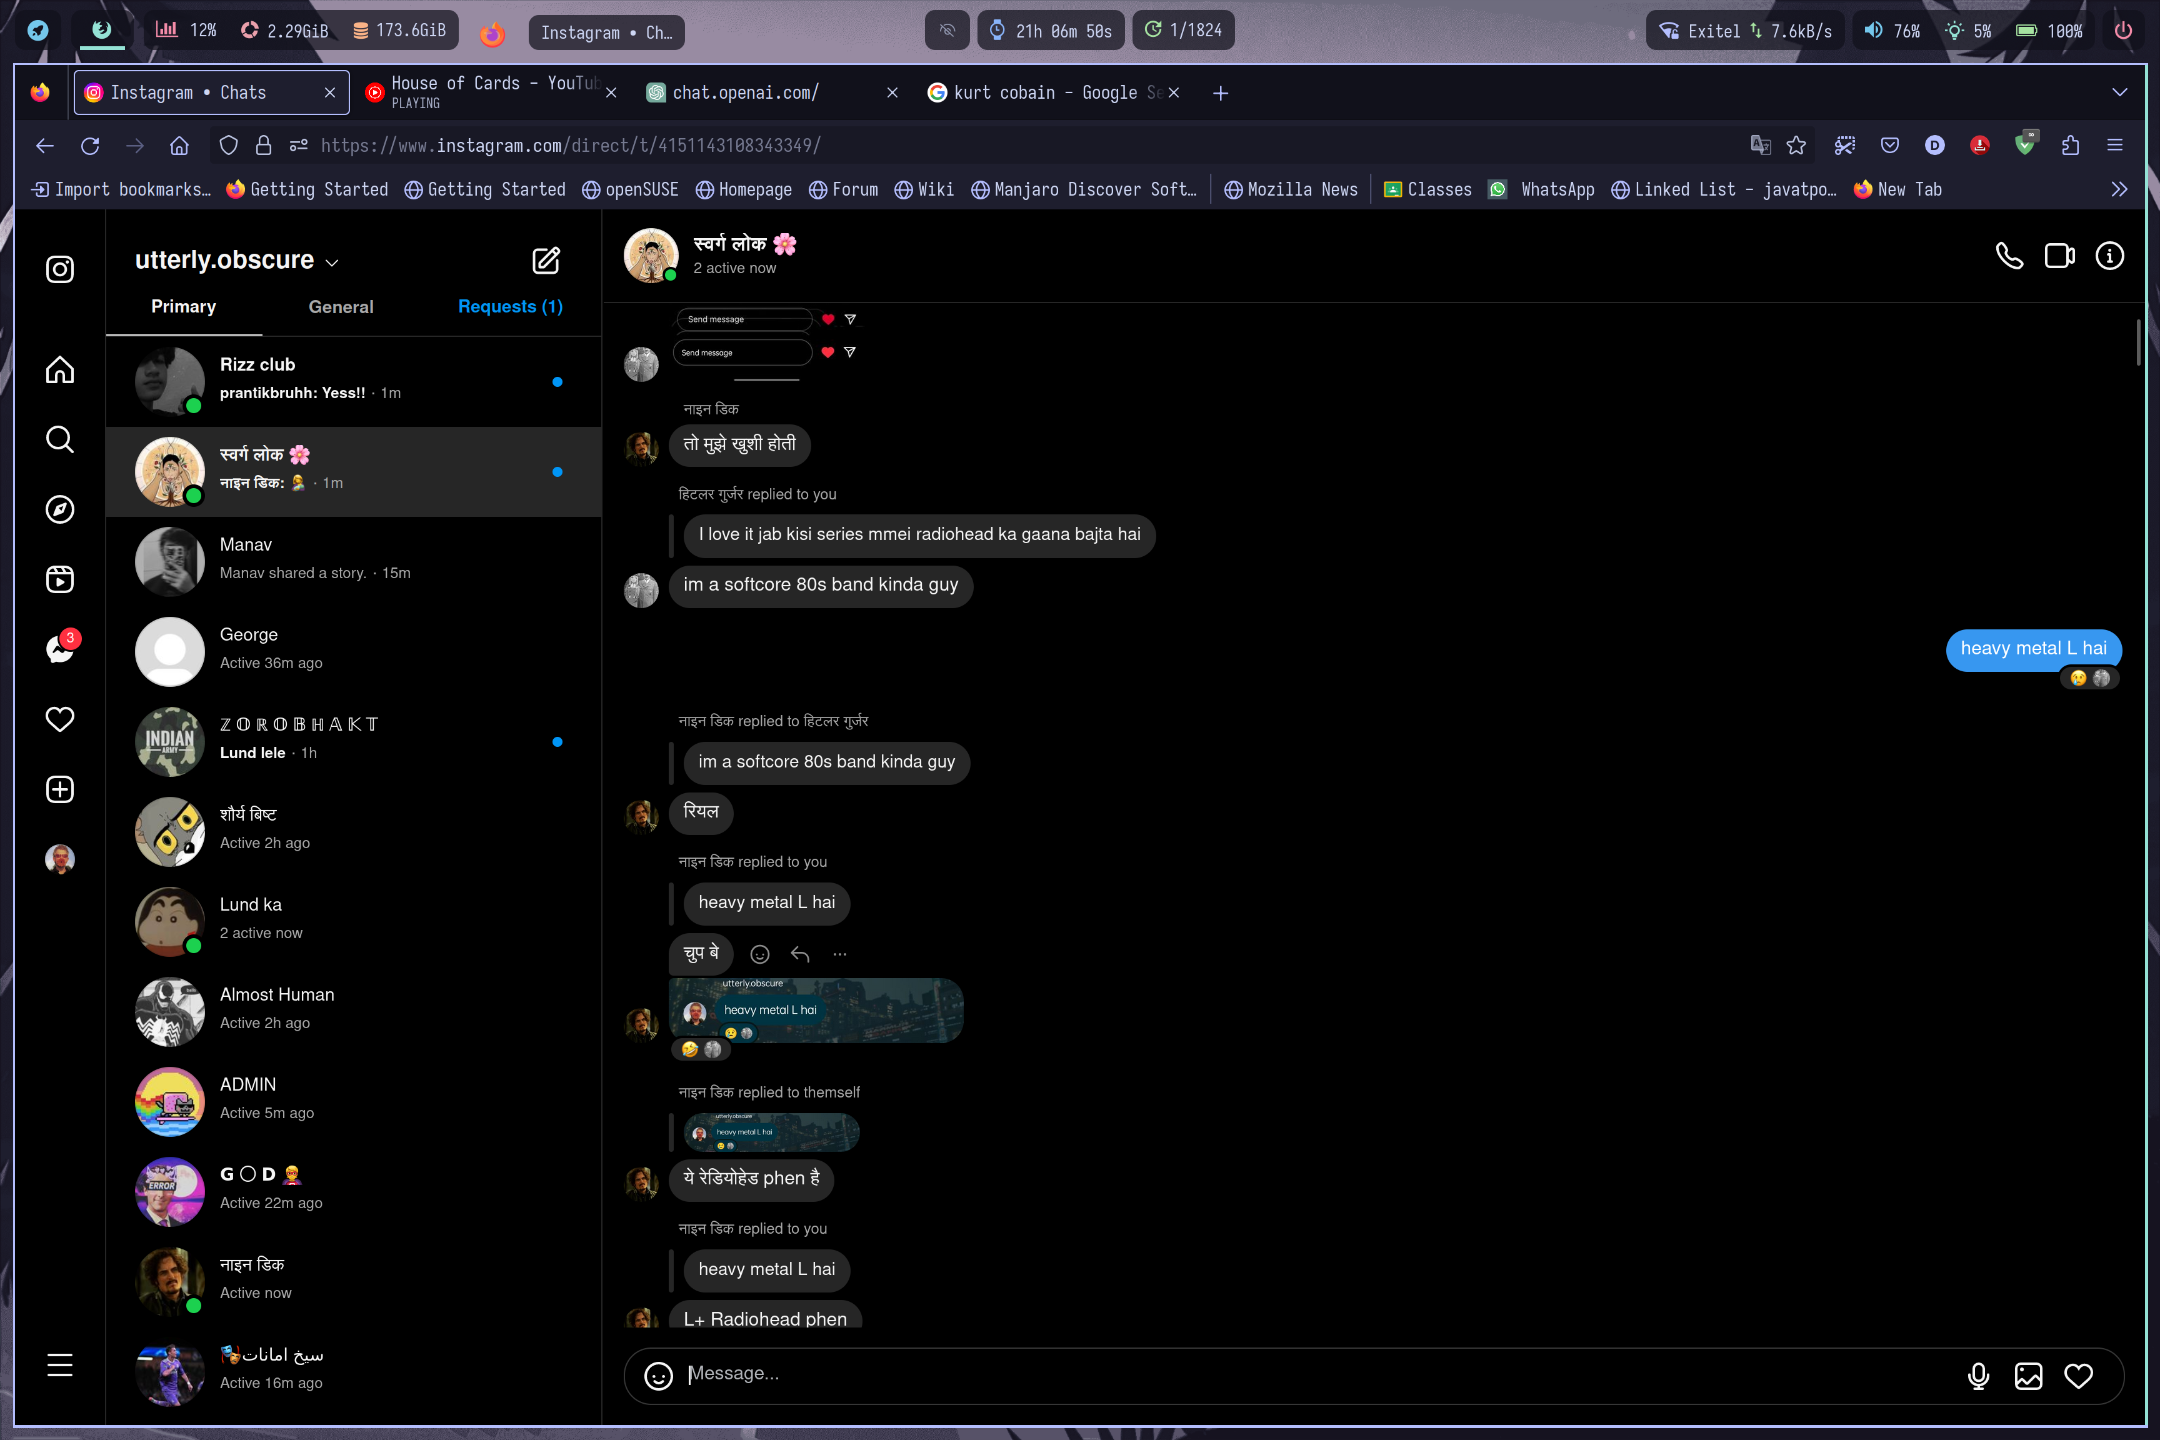 12%
2.29GiB
173.6GiB
Instagram • Ch…
21h 06m 50s
1/1824
Exitel
7.6kB/s
76%
5%
100%
Instagram • Chats
House of Cards – YouTub
PLAYING
chat.openai.com/
kurt cobain – Google Se
https://www.instagram.com/direct/t/4151143108343349/
Import bookmarks…
Getting Started
Getting Started
openSUSE
Homepage
Forum
Wiki
Manjaro Discover Soft…
Mozilla News
Classes
WhatsApp
Linked List – javatpo…
New Tab
utterly.obscure
Primary
General
Requests (1)
Rizz club
prantikbruhh: Yess!! · 1m
स्वर्ग लोक 🌸
नाइन डिक: 🤦 · 1m
Manav
Manav shared a story. · 15m
George
Active 36m ago
ℤ𝕆ℝ𝕆𝔹ℍ𝔸𝕂𝕋
Lund lele · 1h
INDIAN
ARMY
शौर्य बिष्ट
Active 2h ago
Lund ka
2 active now
Almost Human
Active 2h ago
ADMIN
Active 5m ago
G ◯ D
Active 22m ago
ERROR
नाइन डिक
Active now
سيخ امانات
Active 16m ago
3
स्वर्ग लोक 🌸
2 active now
Send message
Send message
नाइन डिक
तो मुझे खुशी होती
हिटलर गुर्जर replied to you
I love it jab kisi series mmei radiohead ka gaana bajta hai
im a softcore 80s band kinda guy
heavy metal L hai
नाइन डिक replied to हिटलर गुर्जर
im a softcore 80s band kinda guy
रियल
नाइन डिक replied to you
heavy metal L hai
चुप बे
utterly.obscure
heavy metal L hai
नाइन डिक replied to themself
utterly.obscure
heavy metal L hai
ये रेडियोहेड phen है
नाइन डिक replied to you
heavy metal L hai
L+ Radiohead phen
Message...